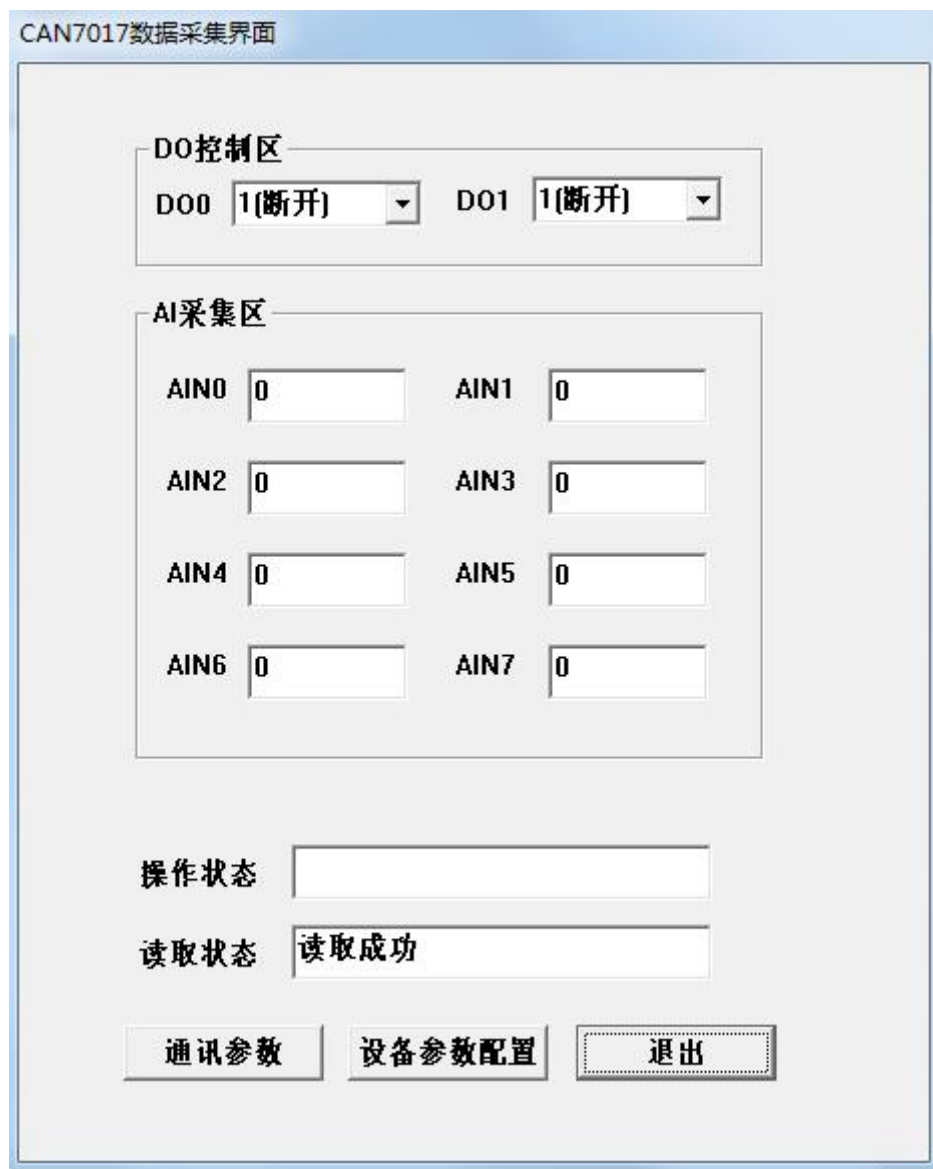 CAN7017数据采集界面
DO控制区
DO0 1(断开) DO1 1(断开)
AI采集区
AIN0 0 AIN1 0
AIN2 0 AIN3 0
AIN4 0 AIN5 0
AIN6 0 AIN7 0
操作状态
读取状态 读取成功
通讯参数 设备参数配置 退出